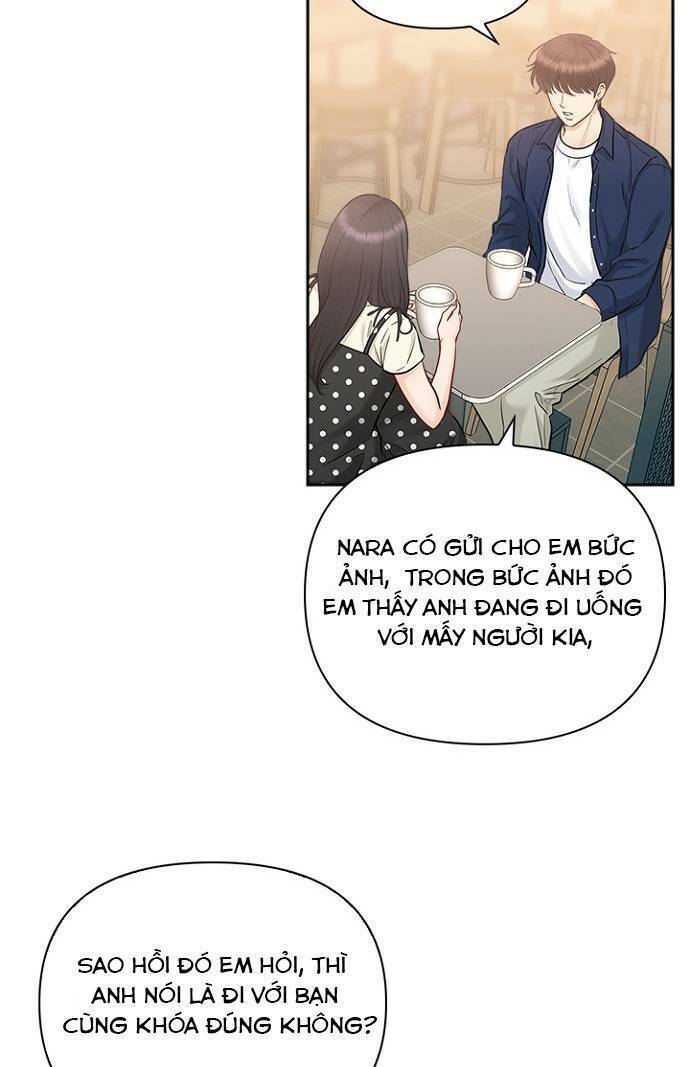 NARA CÓ GỬI CHO EM BỨC
ẢNH, TRONG BỨC ẢNH ĐÓ
EM THẤY ANH ĐANG ĐI UỐNG
VỚI MẤY NGƯỜI KIA,
SAO HỒI ĐÓ EM HỎI, THÌ
ANH NÓI LÀ ĐI VỚI BẠN
CÙNG KHÓA ĐÚNG KHÔNG?